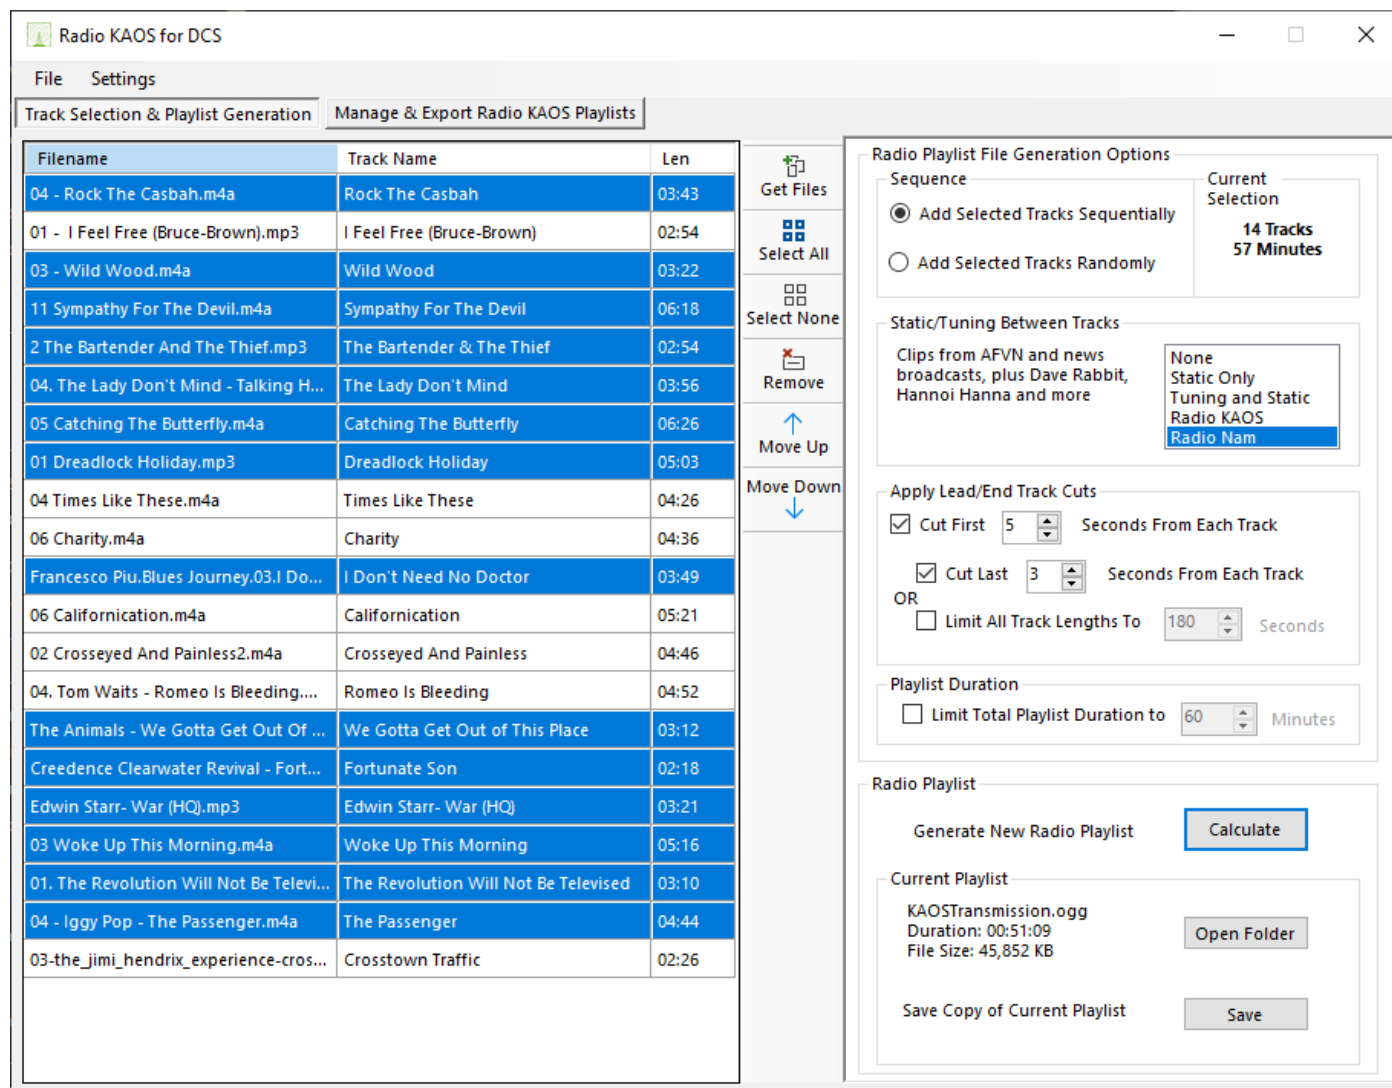 Radio KAOS for DCS
File Settings
Track Selection & Playlist Generation Manage & Export Radio KAOS Playlists
Filename Track Name Len
04 - Rock The Casbah.m4a Rock The Casbah 03:43
01 -  I Feel Free (Bruce-Brown).mp3 I Feel Free (Bruce-Brown) 02:54
03 - Wild Wood.m4a Wild Wood 03:22
11 Sympathy For The Devil.m4a Sympathy For The Devil 06:18
2 The Bartender And The Thief.mp3 The Bartender & The Thief 02:54
04. The Lady Don't Mind - Talking H... The Lady Don't Mind 03:56
05 Catching The Butterfly.m4a Catching The Butterfly 06:26
01 Dreadlock Holiday.mp3 Dreadlock Holiday 05:03
04 Times Like These.m4a Times Like These 04:26
06 Charity.m4a Charity 04:36
Francesco Piu.Blues Journey.03.I Do... I Don't Need No Doctor 03:49
06 Californication.m4a Californication 05:21
02 Crosseyed And Painless2.m4a Crosseyed And Painless 04:46
04. Tom Waits - Romeo Is Bleeding.... Romeo Is Bleeding 04:52
The Animals - We Gotta Get Out Of ... We Gotta Get Out of This Place 03:12
Creedence Clearwater Revival - Fort... Fortunate Son 02:18
Edwin Starr- War (HQ).mp3 Edwin Starr- War (HQ) 03:21
03 Woke Up This Morning.m4a Woke Up This Morning 05:16
01. The Revolution Will Not Be Televi... The Revolution Will Not Be Televised 03:10
04 - Iggy Pop - The Passenger.m4a The Passenger 04:44
03-the_jimi_hendrix_experience-cros... Crosstown Traffic 02:26
Get Files
Select All
Select None
Remove
Move Up
Move Down
Radio Playlist File Generation Options
Sequence
Add Selected Tracks Sequentially
Add Selected Tracks Randomly
Current
Selection
14 Tracks
57 Minutes
Static/Tuning Between Tracks
Clips from AFVN and news
broadcasts, plus Dave Rabbit,
Hannoi Hanna and more
None
Static Only
Tuning and Static
Radio KAOS
Radio Nam
Apply Lead/End Track Cuts
Cut First 5 Seconds From Each Track
Cut Last 3 Seconds From Each Track
OR
Limit All Track Lengths To 180 Seconds
Playlist Duration
Limit Total Playlist Duration to 60 Minutes
Radio Playlist
Generate New Radio Playlist Calculate
Current Playlist
KAOSTransmission.ogg
Duration: 00:51:09
File Size: 45,852 KB
Open Folder
Save Copy of Current Playlist Save